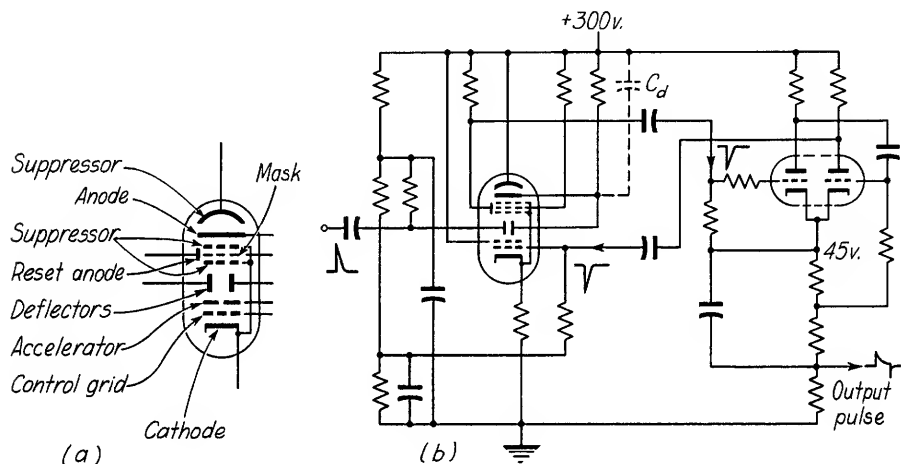 Suppressor
Anode
Suppressor
Reset anode
Deflectors
Accelerator
Control grid
Cathode
Mask
(a)
+300v.
C_d
45v.
Output
pulse
(b)